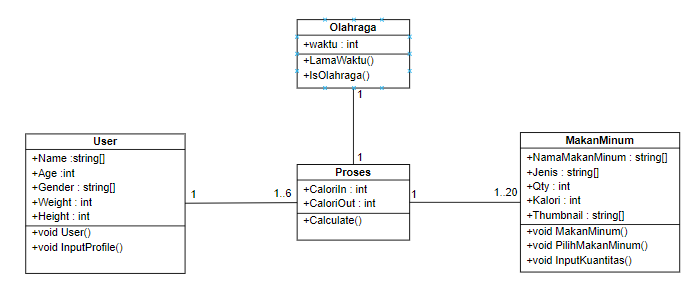 Olahraga
+waktu : int
+LamaWaktu()
+IsOlahraga()
1
1
User
+Name :string[]
+Age :int
+Gender : string[]
+Weight : int
+Height : int
+void User()
+void InputProfile()
1
1..6
Proses
+CaloriIn : int
+CaloriOut : int
+Calculate()
1
1..20
MakanMinum
+NamaMakanMinum : string[]
+Jenis : string[]
+Qty : int
+Kalori : int
+Thumbnail : string[]
+void MakanMinum()
+void PilihMakanMinum()
+void InputKuantitas()